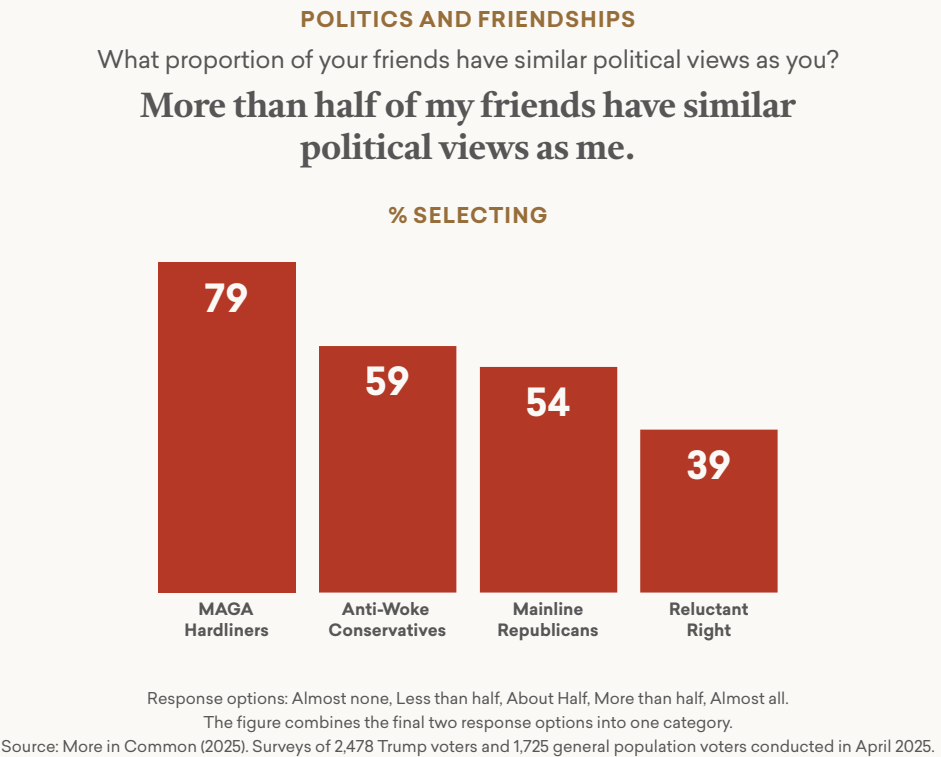 POLITICS AND FRIENDSHIPS
What proportion of your friends have similar political views as you?
More than half of my friends have similar
political views as me.
% SELECTING
79
59
54
39
MAGA
Hardliners
Anti-Woke
Conservatives
Mainline
Republicans
Reluctant
Right
Response options: Almost none, Less than half, About Half, More than half, Almost all.
The figure combines the final two response options into one category.
Source: More in Common (2025). Surveys of 2,478 Trump voters and 1,725 general population voters conducted in April 2025.